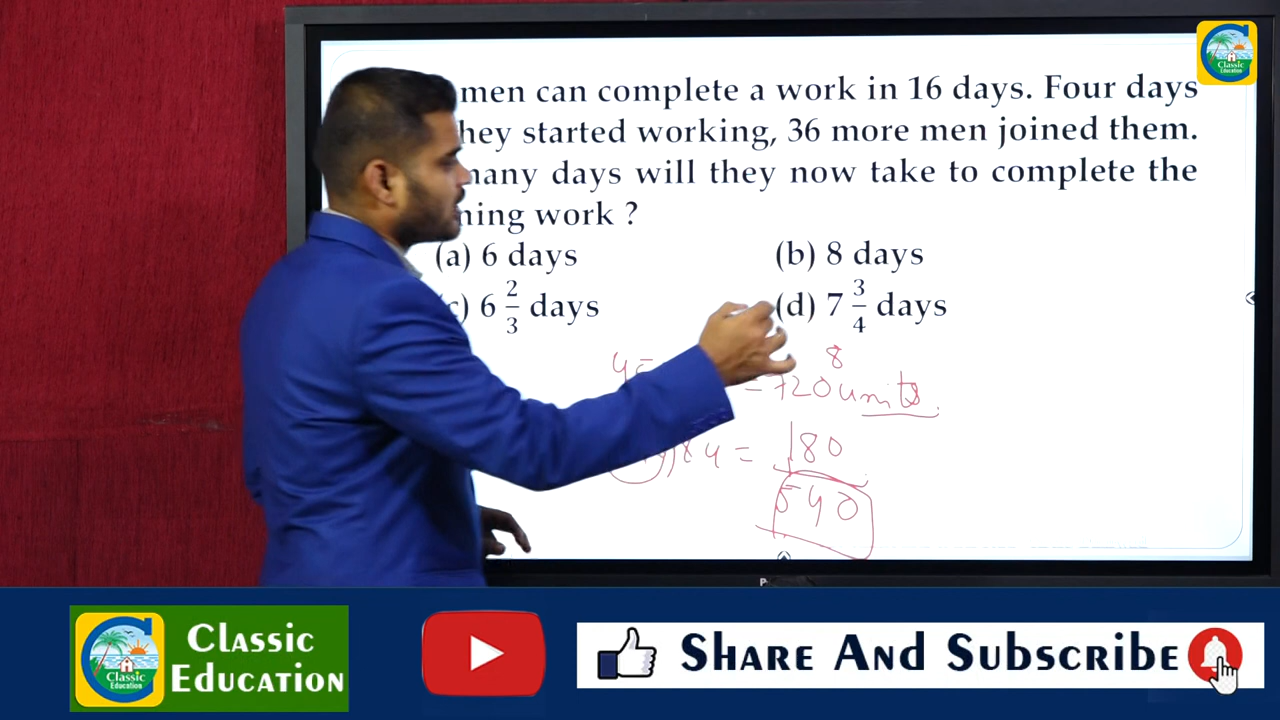 men can complete a work in 16 days. Four days
hey started working, 36 more men joined them.
many days will they now take to complete the
ning work ?
(a) 6 days
(b) 8 days
(c) 6 2/3 days
(d) 7 3/4 days
8
= 720 units
84 = 180
540
Classic
Education
Classic
Education
Classic
Education
Share And Subscribe